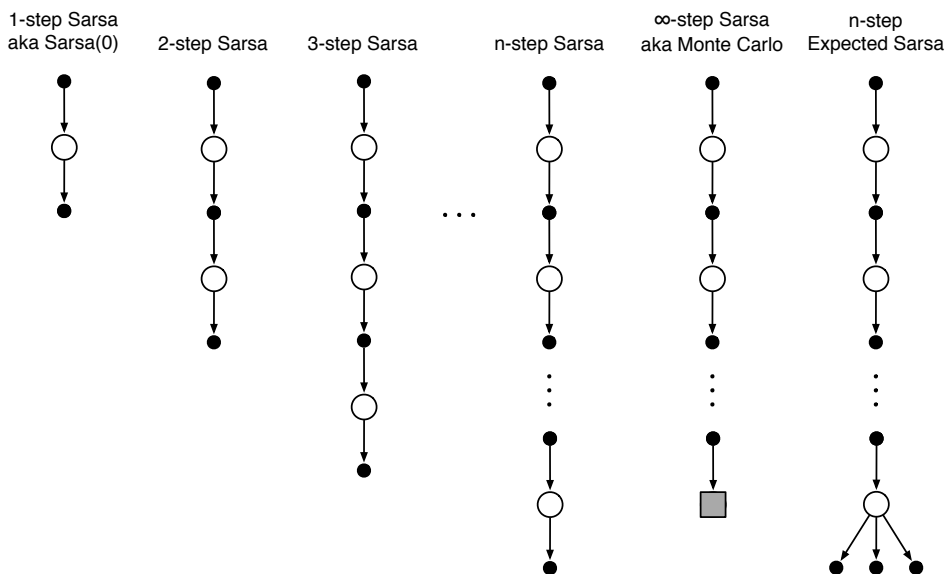 1-step Sarsa
aka Sarsa(0)
2-step Sarsa
3-step Sarsa
n-step Sarsa
∞-step Sarsa
aka Monte Carlo
n-step
Expected Sarsa